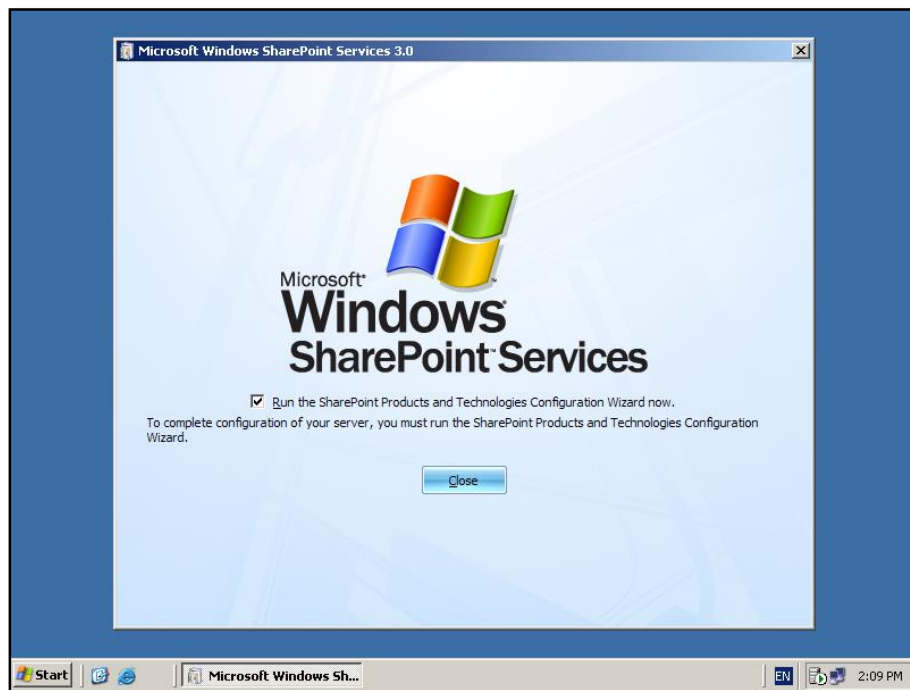 Microsoft Windows SharePoint Services 3.0
Microsoft®
Windows®
SharePoint™ Services
Run the SharePoint Products and Technologies Configuration Wizard now.
To complete configuration of your server, you must run the SharePoint Products and Technologies Configuration
Wizard.
Close
Start
Microsoft Windows Sh...
EN
2:09 PM